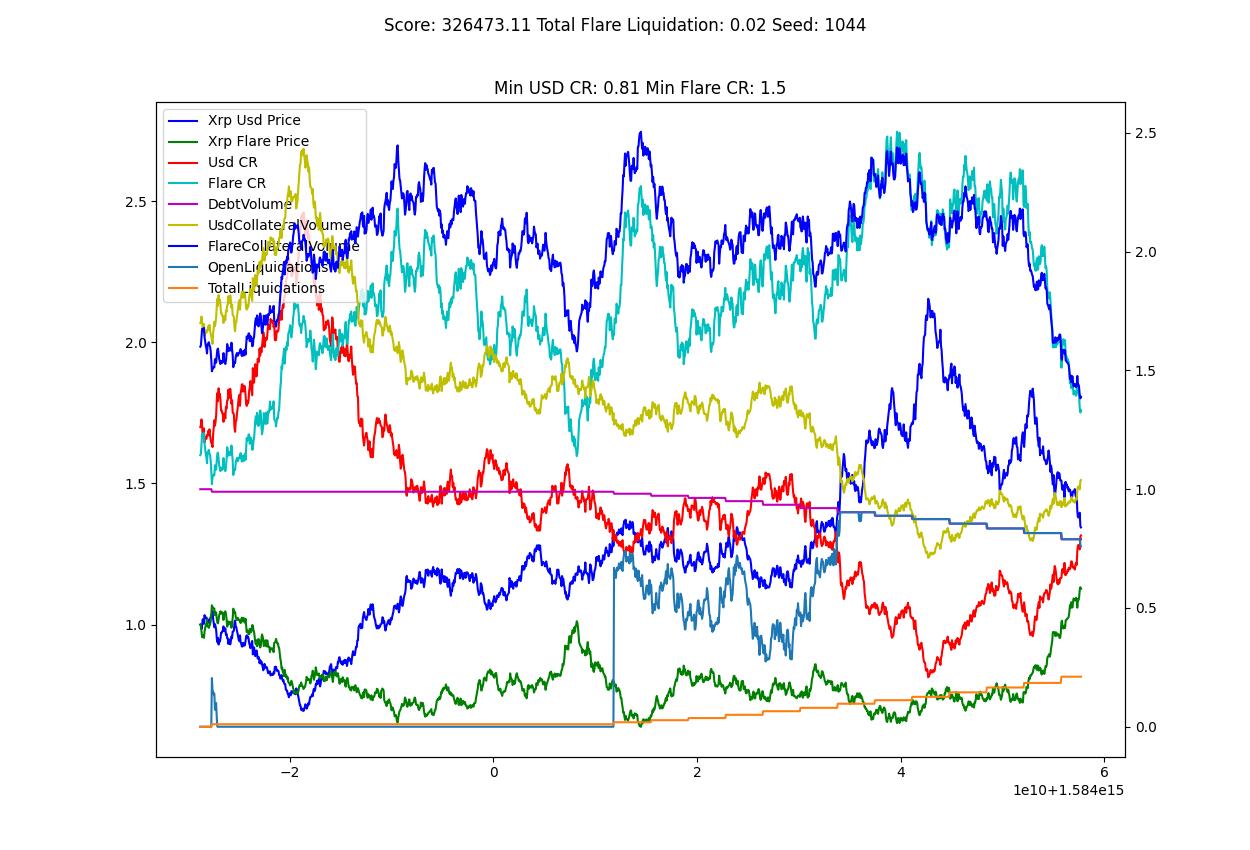 Score: 326473.11 Total Flare Liquidation: 0.02 Seed: 1044
Min USD CR: 0.81 Min Flare CR: 1.5
Xrp Usd Price
Xrp Flare Price
Usd CR
Flare CR
DebtVolume
UsdCollateralVolume
FlareCollateralVolume
OpenLiquidations
TotalLiquidations
2.5
2.0
1.5
1.0
2.5
2.0
1.5
1.0
0.5
0.0
−2
0
2
4
6
1e10+1.584e15